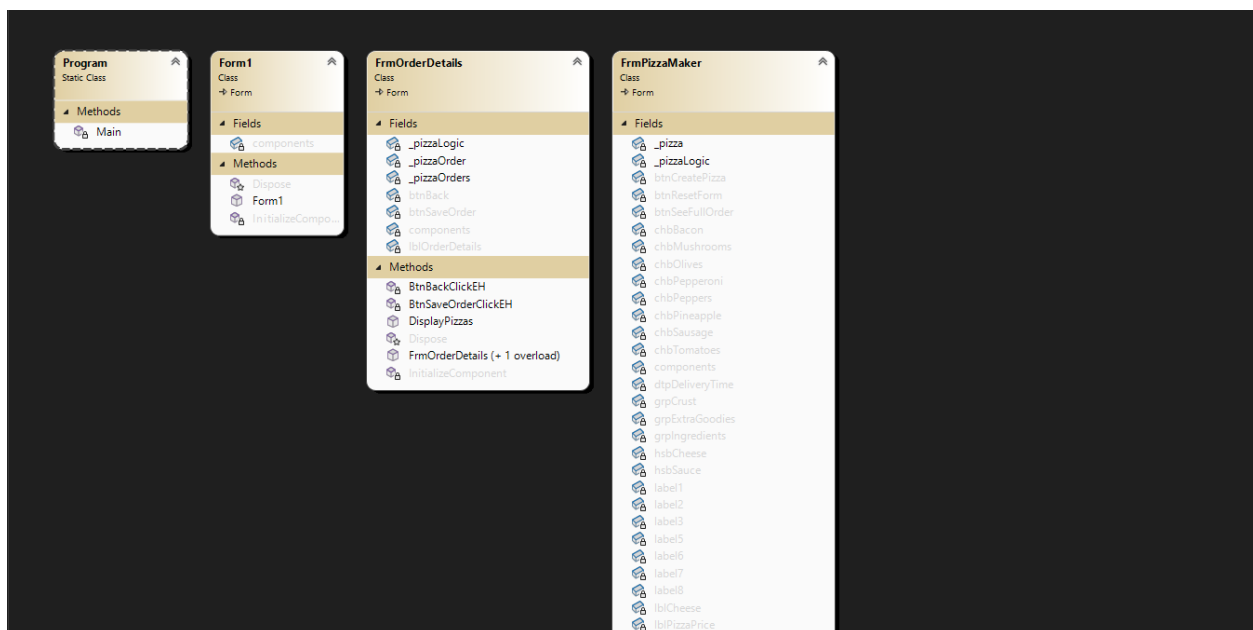 Program
Static Class
Methods
Main
Form1
Class
Form
Fields
components
Methods
Dispose
Form1
InitializeCompo...
FrmOrderDetails
Class
Form
Fields
_pizzaLogic
_pizzaOrder
_pizzaOrders
btnBack
btnSaveOrder
components
lblOrderDetails
Methods
BtnBackClickEH
BtnSaveOrderClickEH
DisplayPizzas
Dispose
FrmOrderDetails (+ 1 overload)
InitializeComponent
FrmPizzaMaker
Class
Form
Fields
_pizza
_pizzaLogic
btnCreatePizza
btnResetForm
btnSeeFullOrder
chbBacon
chbMushrooms
chbOlives
chbPepperoni
chbPeppers
chbPineapple
chbSausage
chbTomatoes
components
dtpDeliveryTime
grpCrust
grpExtraGoodies
grpIngredients
hsbCheese
hsbSauce
label1
label2
label3
label5
label6
label7
label8
lblCheese
lblPizzaPrice